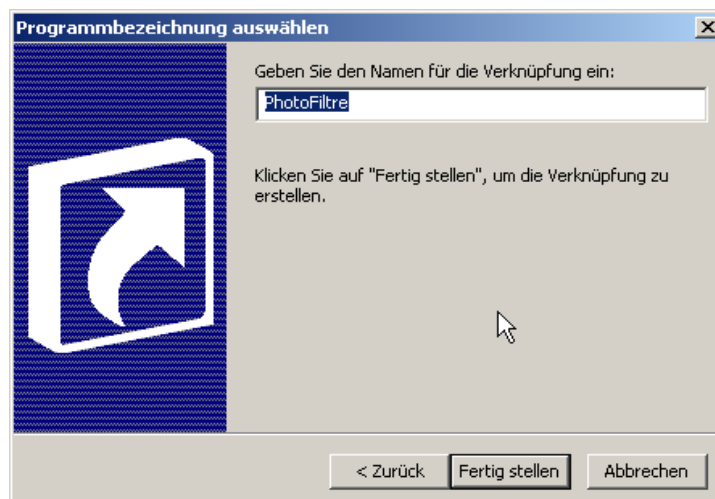 Programmbezeichnung auswählen
Geben Sie den Namen für die Verknüpfung ein:
PhotoFiltre
Klicken Sie auf "Fertig stellen", um die Verknüpfung zu
erstellen.
< Zurück Fertig stellen Abbrechen